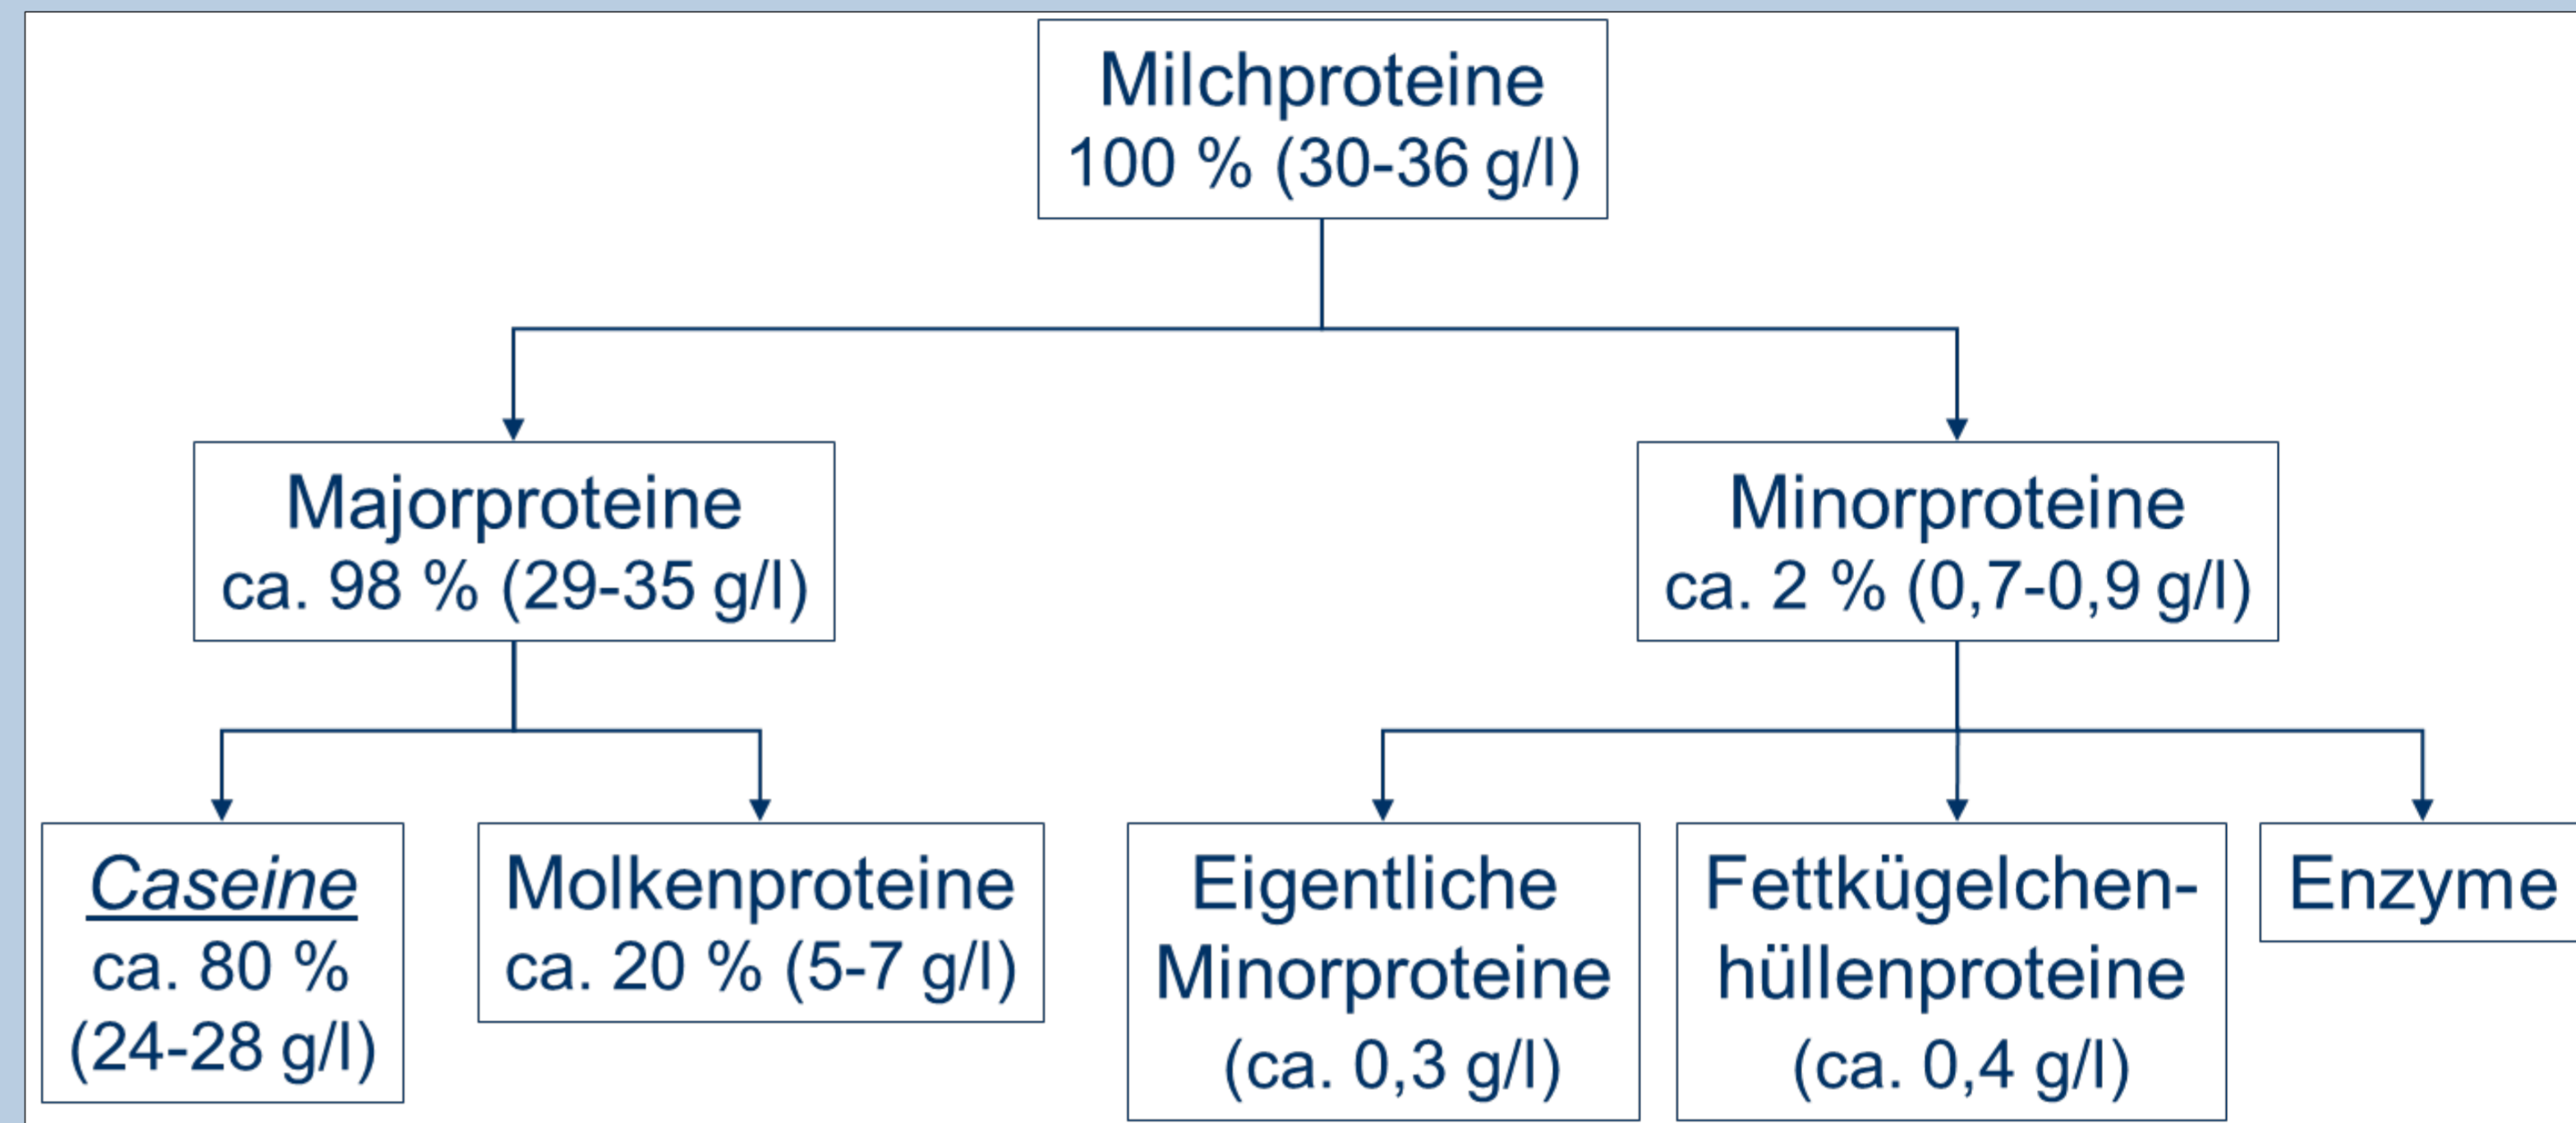 Milchproteine
100 % (30-36 g/l)
Majorproteine
ca. 98 % (29-35 g/l)
Minorproteine
ca. 2 % (0,7-0,9 g/l)
Caseine
ca. 80 %
(24-28 g/l)
Molkenproteine
ca. 20 % (5-7 g/l)
Eigentliche
Minorproteine
(ca. 0,3 g/l)
Fettkügelchen-
hüllenproteine
(ca. 0,4 g/l)
Enzyme